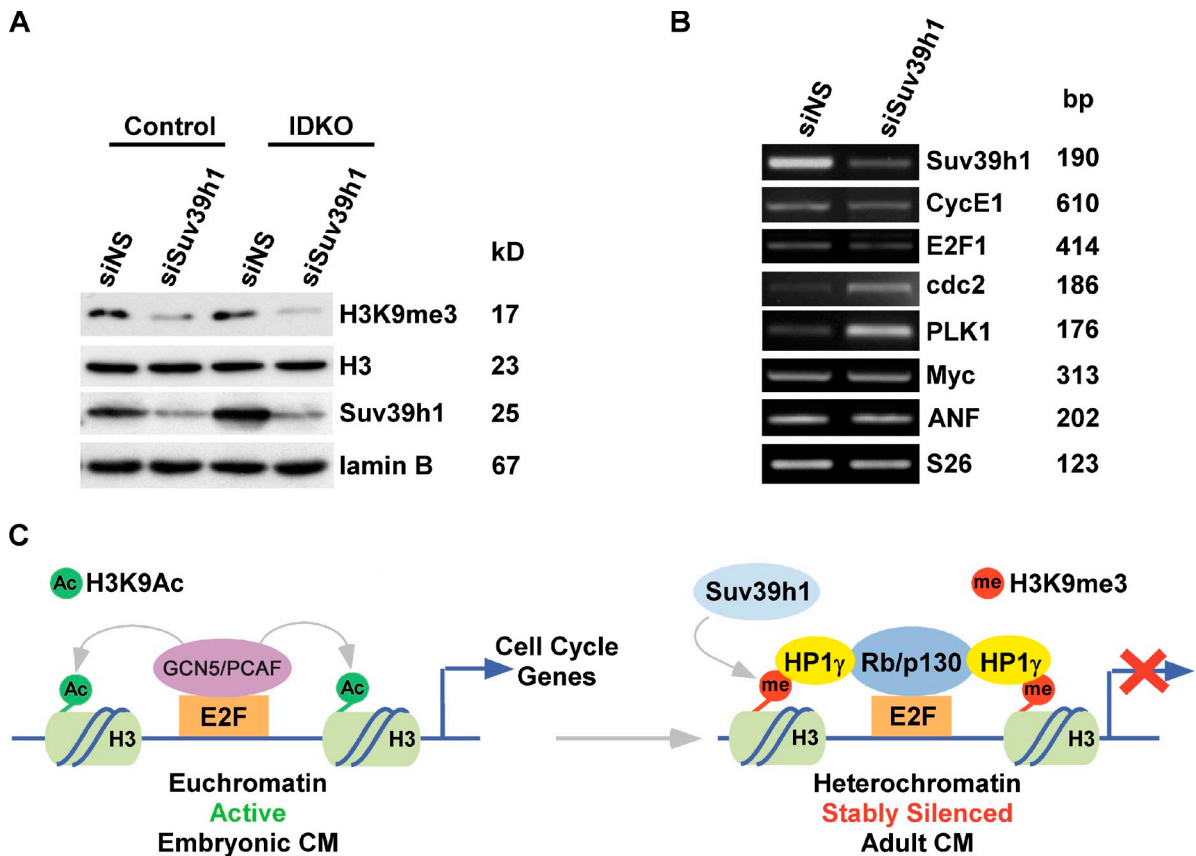 A
Control IDKO
siNS siSuv39h1 siNS siSuv39h1 kD
H3K9me3 17
H3 23
Suv39h1 25
lamin B 67
B
siNS siSuv39h1 bp
Suv39h1 190
CycE1 610
E2F1 414
cdc2 186
PLK1 176
Myc 313
ANF 202
S26 123
C
Ac H3K9Ac
GCN5/PCAF
Ac Ac
E2F
H3 H3
Cell Cycle
Genes
Euchromatin
Active
Embryonic CM
Suv39h1
me H3K9me3
HP1γ Rb/p130 HP1γ
me me
E2F
H3 H3
Heterochromatin
Stably Silenced
Adult CM